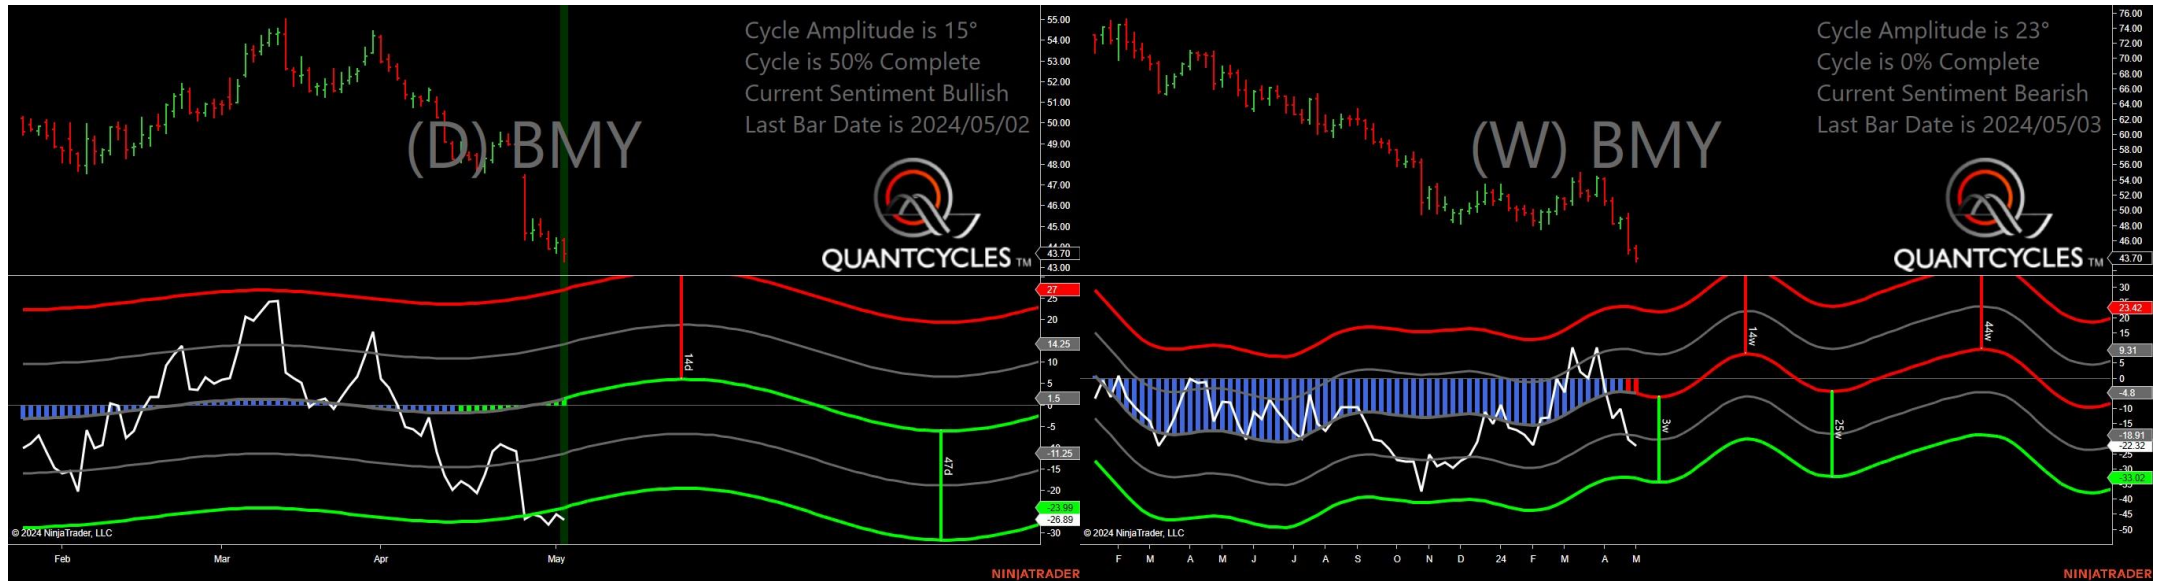 Cycle Amplitude is 15°
Cycle is 50% Complete
Current Sentiment Bullish
Last Bar Date is 2024/05/02
(D) BMY
QUANTCYCLES TM
55.00
54.00
53.00
52.00
51.00
50.00
49.00
48.00
47.00
46.00
45.00
43.70
43.00
27
25
20
14.25
10
5
1.5
0
-5
-11.25
-15
-20
-23.99
-26.89
-30
14d
47d
© 2024 NinjaTrader, LLC
Feb
Mar
Apr
May
NINJATRADER
Cycle Amplitude is 23°
Cycle is 0% Complete
Current Sentiment Bearish
Last Bar Date is 2024/05/03
(W) BMY
QUANTCYCLES TM
76.00
74.00
72.00
70.00
68.00
66.00
64.00
62.00
60.00
58.00
56.00
54.00
52.00
50.00
48.00
46.00
43.70
30
23.42
20
15
9.31
5
0
-4.8
-10
-15
-18.91
-22.32
-25
-30
-33.02
-40
-45
-50
3w
14w
25w
44w
© 2024 NinjaTrader, LLC
F
M
A
M
J
J
A
S
O
N
D
24
F
M
A
M
NINJATRADER